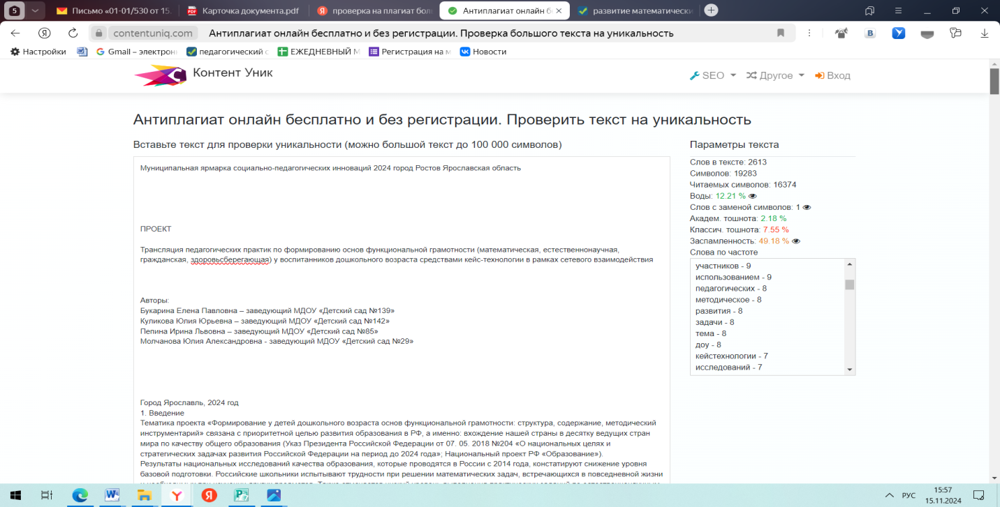 5
Письмо «01-01/530 от 15.
Карточка документа.pdf
проверка на плагиат бол
Антиплагиат онлайн б
развитие математически
contentuniq.com
Антиплагиат онлайн бесплатно и без регистрации. Проверка большого текста на уникальность
Настройки
Gmail – электрон
педагогический с
ЕЖЕДНЕВНЫЙ М
Регистрация на м
Новости
Контент Уник
SEO
Другое
Вход
Антиплагиат онлайн бесплатно и без регистрации. Проверить текст на уникальность
Вставьте текст для проверки уникальности (можно большой текст до 100 000 символов)
Муниципальная ярмарка социально-педагогических инноваций 2024 город Ростов Ярославская область
ПРОЕКТ
Трансляция педагогических практик по формированию основ функциональной грамотности (математическая, естественнонаучная,
гражданская, здоровьсберегающая) у воспитанников дошкольного возраста средствами кейс-технологии в рамках сетевого взаимодействия
Авторы:
Букарина Елена Павловна – заведующий МДОУ «Детский сад №139»
Куликова Юлия Юрьевна – заведующий МДОУ «Детский сад №142»
Пепина Ирина Львовна – заведующий МДОУ «Детский сад №85»
Молчанова Юлия Александровна - заведующий МДОУ «Детский сад №29»
Город Ярославль, 2024 год
1. Введение
Тематика проекта «Формирование у детей дошкольного возраста основ функциональной грамотности: структура, содержание, методический
инструментарий» связана с приоритетной целью развития образования в РФ, а именно: вхождение нашей страны в десятку ведущих стран
мира по качеству общего образования (Указ Президента Российской Федерации от 07. 05. 2018 №204 «О национальных целях и
стратегических задачах развития Российской Федерации на период до 2024 года»; Национальный проект РФ «Образование»).
Результаты национальных исследований качества образования, которые проводятся в России с 2014 года, констатируют снижение уровня
базовой подготовки. Российские школьники испытывают трудности при решении математических задач, встречающихся в повседневной жизни
Параметры текста
Слов в тексте: 2613
Символов: 19283
Читаемых символов: 16374
Воды: 12.21 %
Слов с заменой символов: 1
Академ. тошнота: 2.18 %
Классич. тошнота: 7.55 %
Заспамленность: 49.18 %
Слова по частоте
участников - 9
использованием - 9
педагогических - 8
методическое - 8
развития - 8
задачи - 8
тема - 8
доу - 8
кейстехнологии - 7
исследований - 7
РУС
15:57
15.11.2024